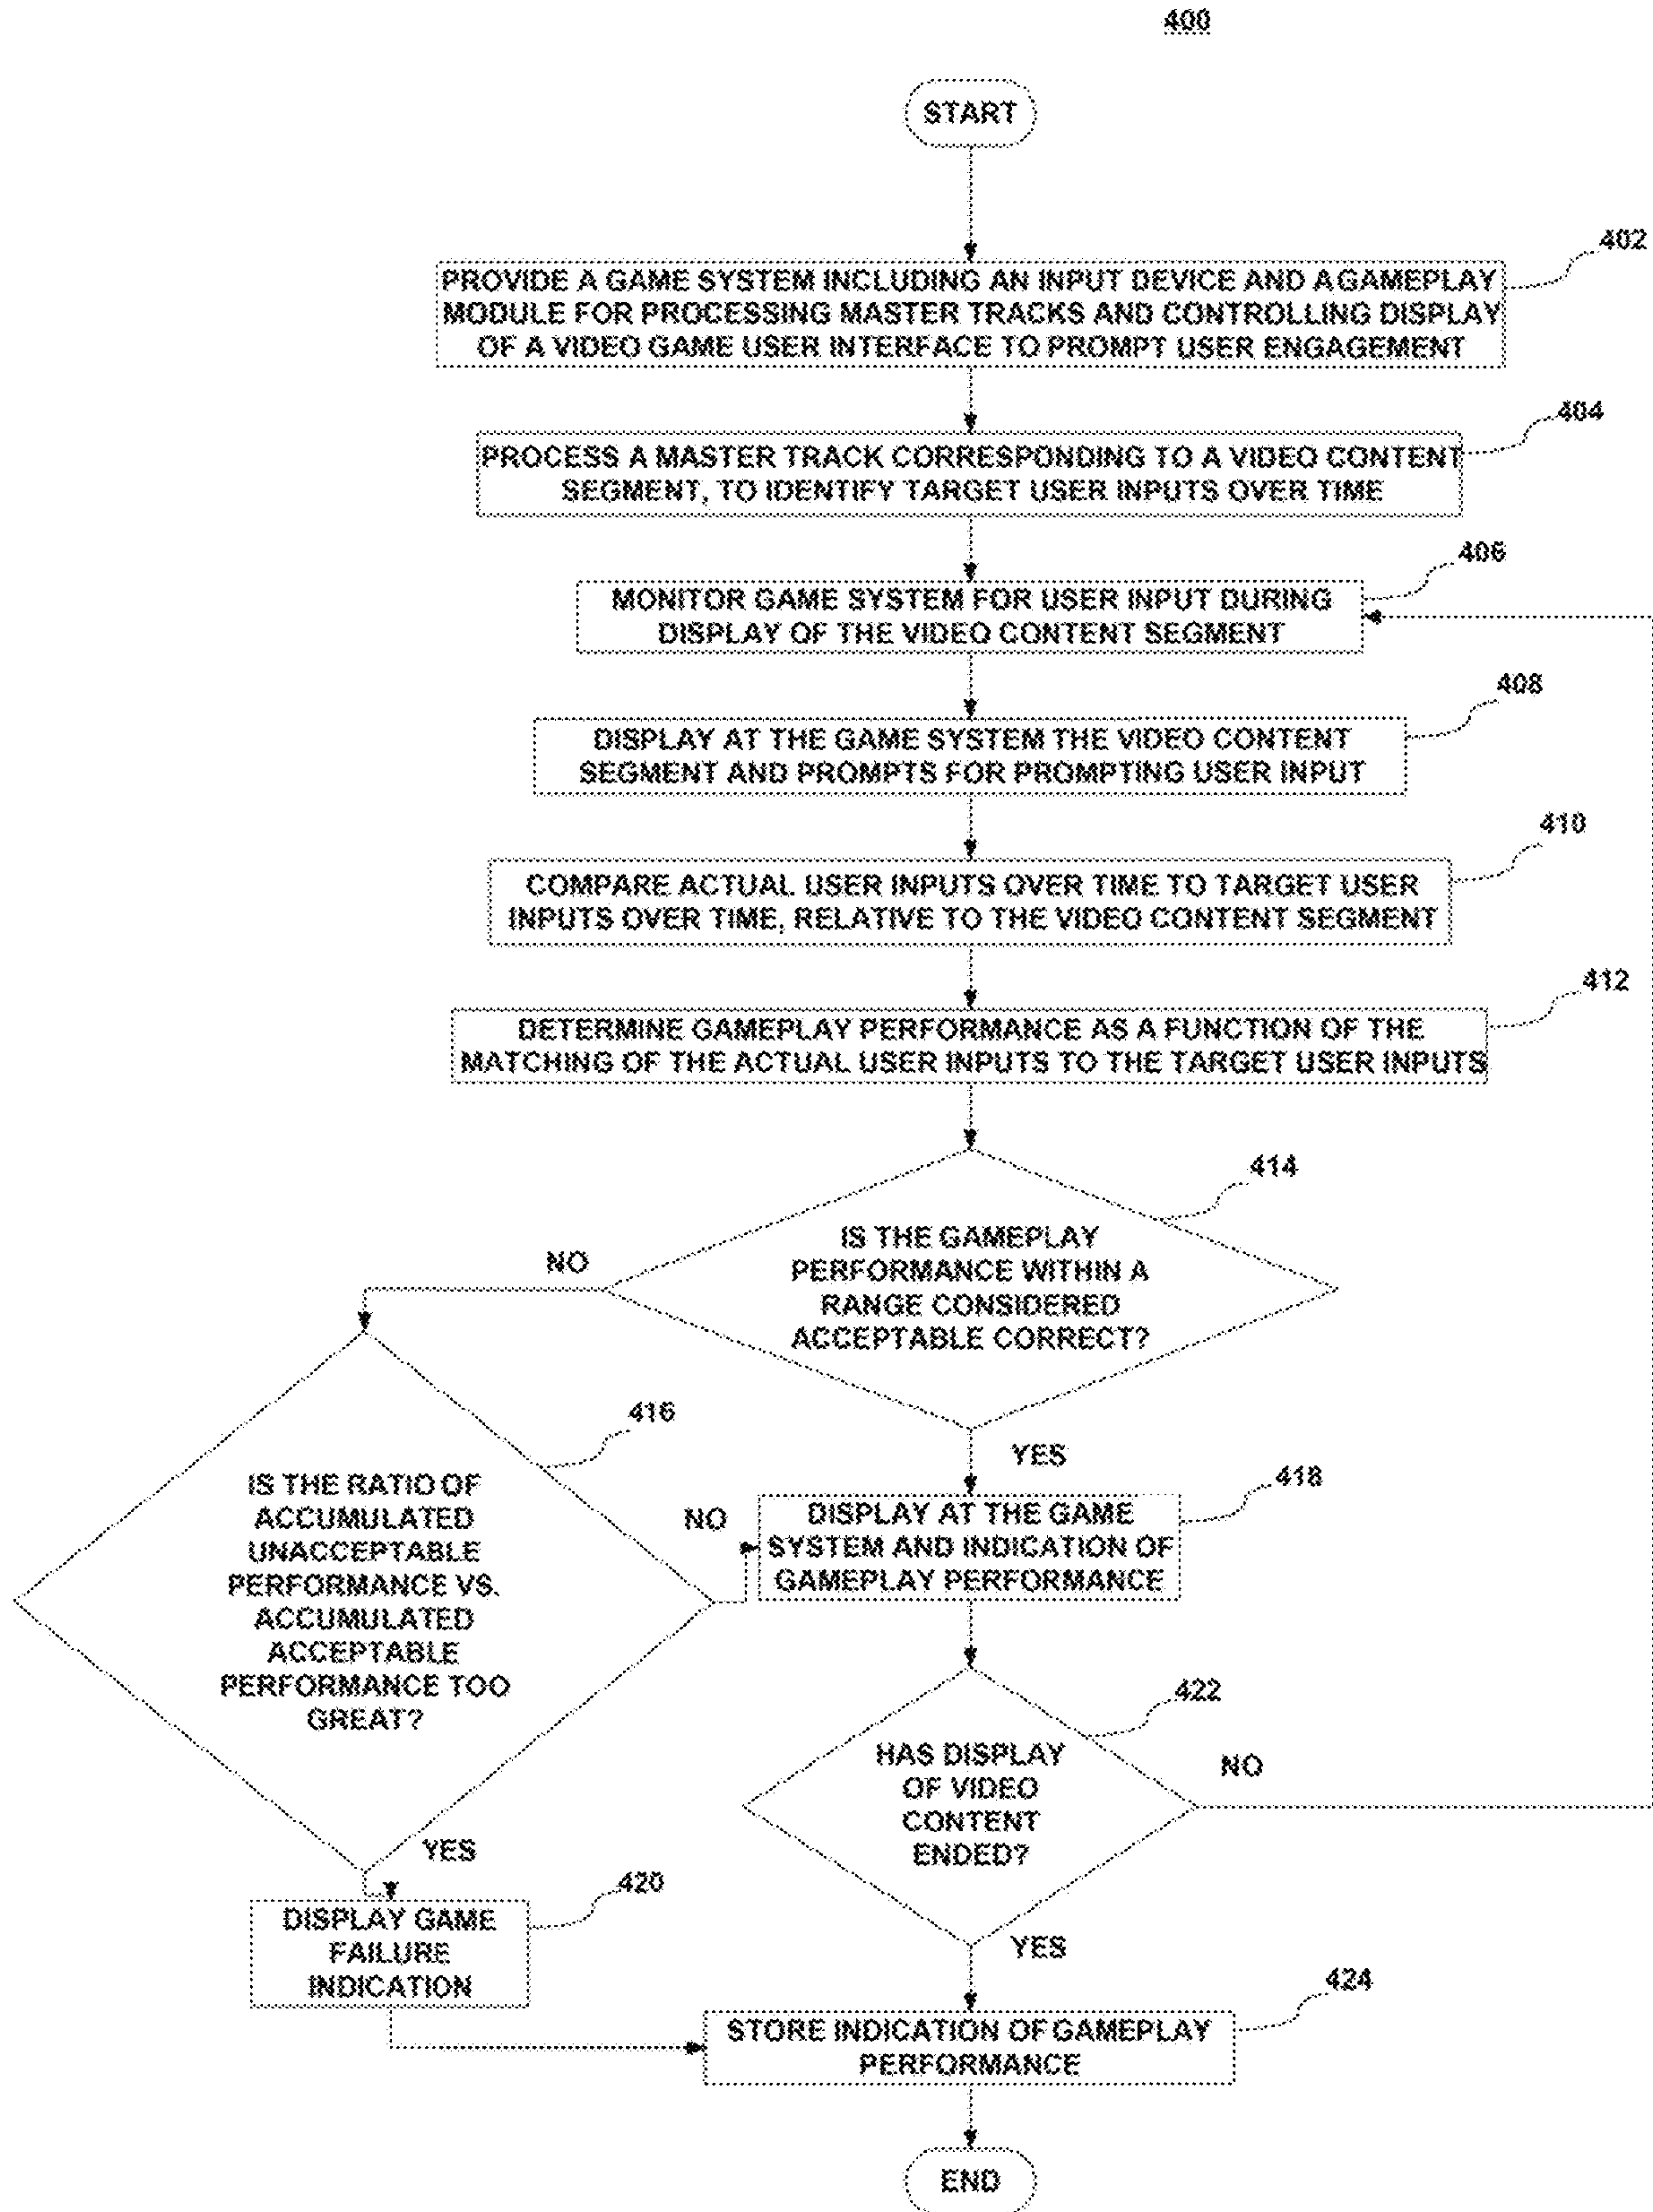 400
START
402
PROVIDE A GAME SYSTEM INCLUDING AN INPUT DEVICE AND A GAMEPLAY
MODULE FOR PROCESSING MASTER TRACKS AND CONTROLLING DISPLAY
OF A VIDEO GAME USER INTERFACE TO PROMPT USER ENGAGEMENT
404
PROCESS A MASTER TRACK CORRESPONDING TO A VIDEO CONTENT
SEGMENT, TO IDENTIFY TARGET USER INPUTS OVER TIME
406
MONITOR GAME SYSTEM FOR USER INPUT DURING
DISPLAY OF THE VIDEO CONTENT SEGMENT
408
DISPLAY AT THE GAME SYSTEM THE VIDEO CONTENT
SEGMENT AND PROMPTS FOR PROMPTING USER INPUT
410
COMPARE ACTUAL USER INPUTS OVER TIME TO TARGET USER
INPUTS OVER TIME, RELATIVE TO THE VIDEO CONTENT SEGMENT
412
DETERMINE GAMEPLAY PERFORMANCE AS A FUNCTION OF THE
MATCHING OF THE ACTUAL USER INPUTS TO THE TARGET USER INPUTS
414
IS THE GAMEPLAY
PERFORMANCE WITHIN A
RANGE CONSIDERED
ACCEPTABLE CORRECT?
NO
YES
416
IS THE RATIO OF
ACCUMULATED
UNACCEPTABLE
PERFORMANCE VS.
ACCUMULATED
ACCEPTABLE
PERFORMANCE TOO
GREAT?
NO
YES
418
DISPLAY AT THE GAME
SYSTEM AND INDICATION OF
GAMEPLAY PERFORMANCE
422
HAS DISPLAY
OF VIDEO
CONTENT
ENDED?
NO
YES
420
DISPLAY GAME
FAILURE
INDICATION
424
STORE INDICATION OF GAMEPLAY
PERFORMANCE
END